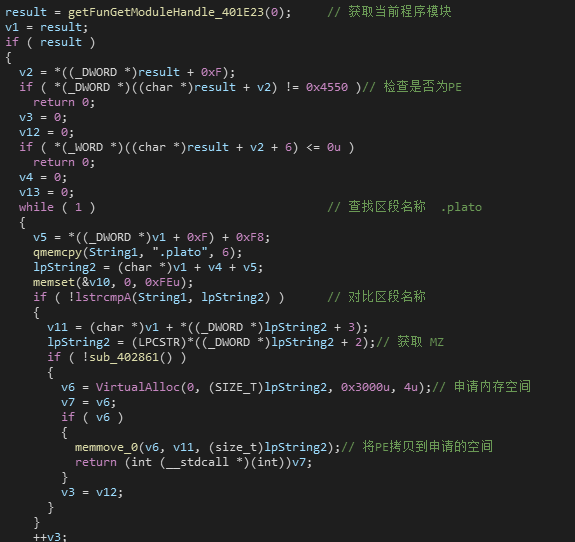 result = getFunGetModuleHandle_401E23(0);     // 获取当前程序模块
v1 = result;
if ( result )
{
  v2 = *((_DWORD *)result + 0xF);
  if ( *(_DWORD *)((char *)result + v2) != 0x4550 )// 检查是否为PE
    return 0;
  v3 = 0;
  v12 = 0;
  if ( *(_WORD *)((char *)result + v2 + 6) <= 0u )
    return 0;
  v4 = 0;
  v13 = 0;
  while ( 1 )                                 // 查找区段名称  .plato
  {
    v5 = *((_DWORD *)v1 + 0xF) + 0xF8;
    qmemcpy(String1, ".plato", 6);
    lpString2 = (char *)v1 + v4 + v5;
    memset(&v10, 0, 0xFEu);
    if ( !lstrcmpA(String1, lpString2) )      // 对比区段名称
    {
      v11 = (char *)v1 + *((_DWORD *)lpString2 + 3);
      lpString2 = (LPCSTR)*((_DWORD *)lpString2 + 2);// 获取 MZ
      if ( !sub_402861() )
      {
        v6 = VirtualAlloc(0, (SIZE_T)lpString2, 0x3000u, 4u);// 申请内存空间
        v7 = v6;
        if ( v6 )
        {
          memmove_0(v6, v11, (size_t)lpString2);// 将PE拷贝到申请的空间
          return (int (__stdcall *)(int))v7;
        }
        v3 = v12;
      }
    }
    ++v3;